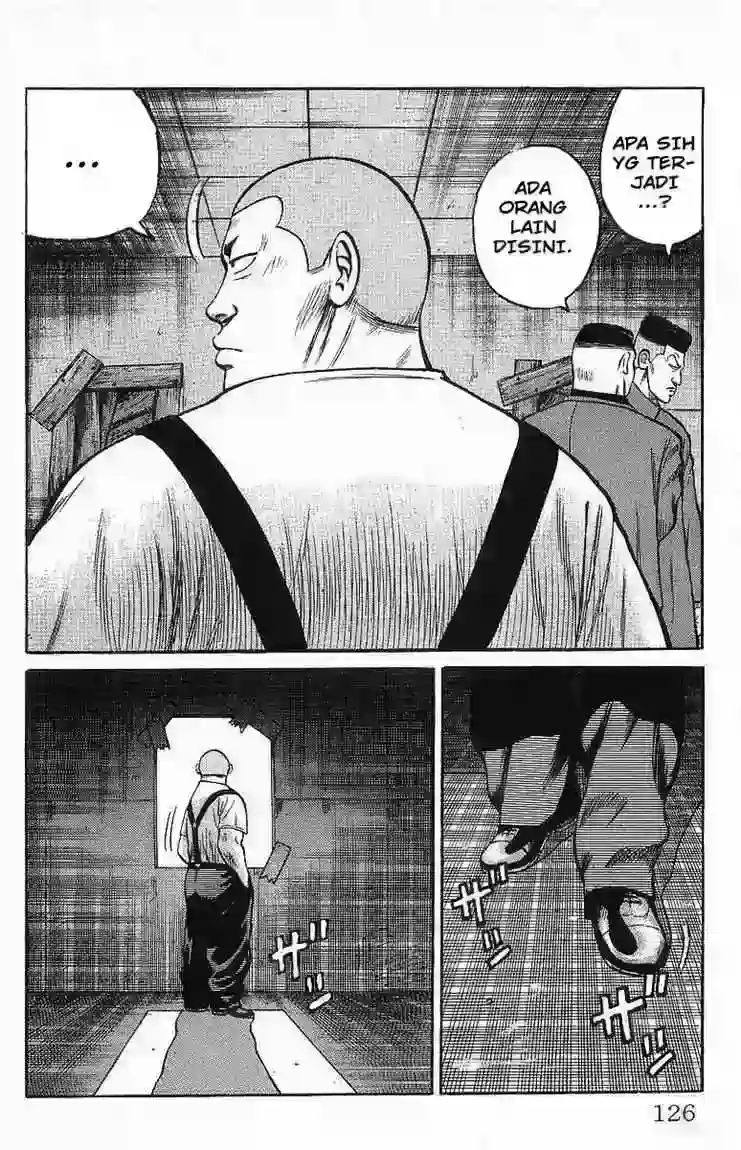 APA SIH
YG TER-
JADI
...?
ADA
ORANG
LAIN
DISINI.
...
ザッ
ザッ
ザッ
126